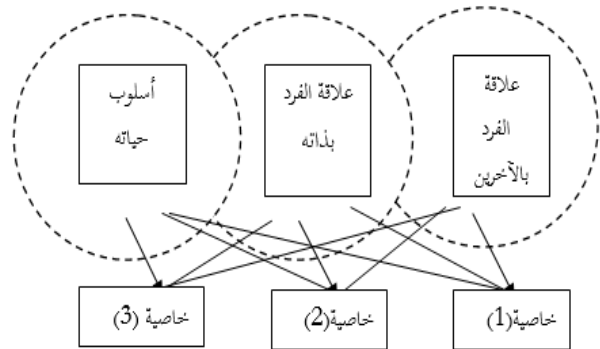 علاقة
الفرد
بالآخرين
علاقة الفرد
بذاته
أسلوب
حياته
خاصية(1)
خاصية(2)
خاصية (3)